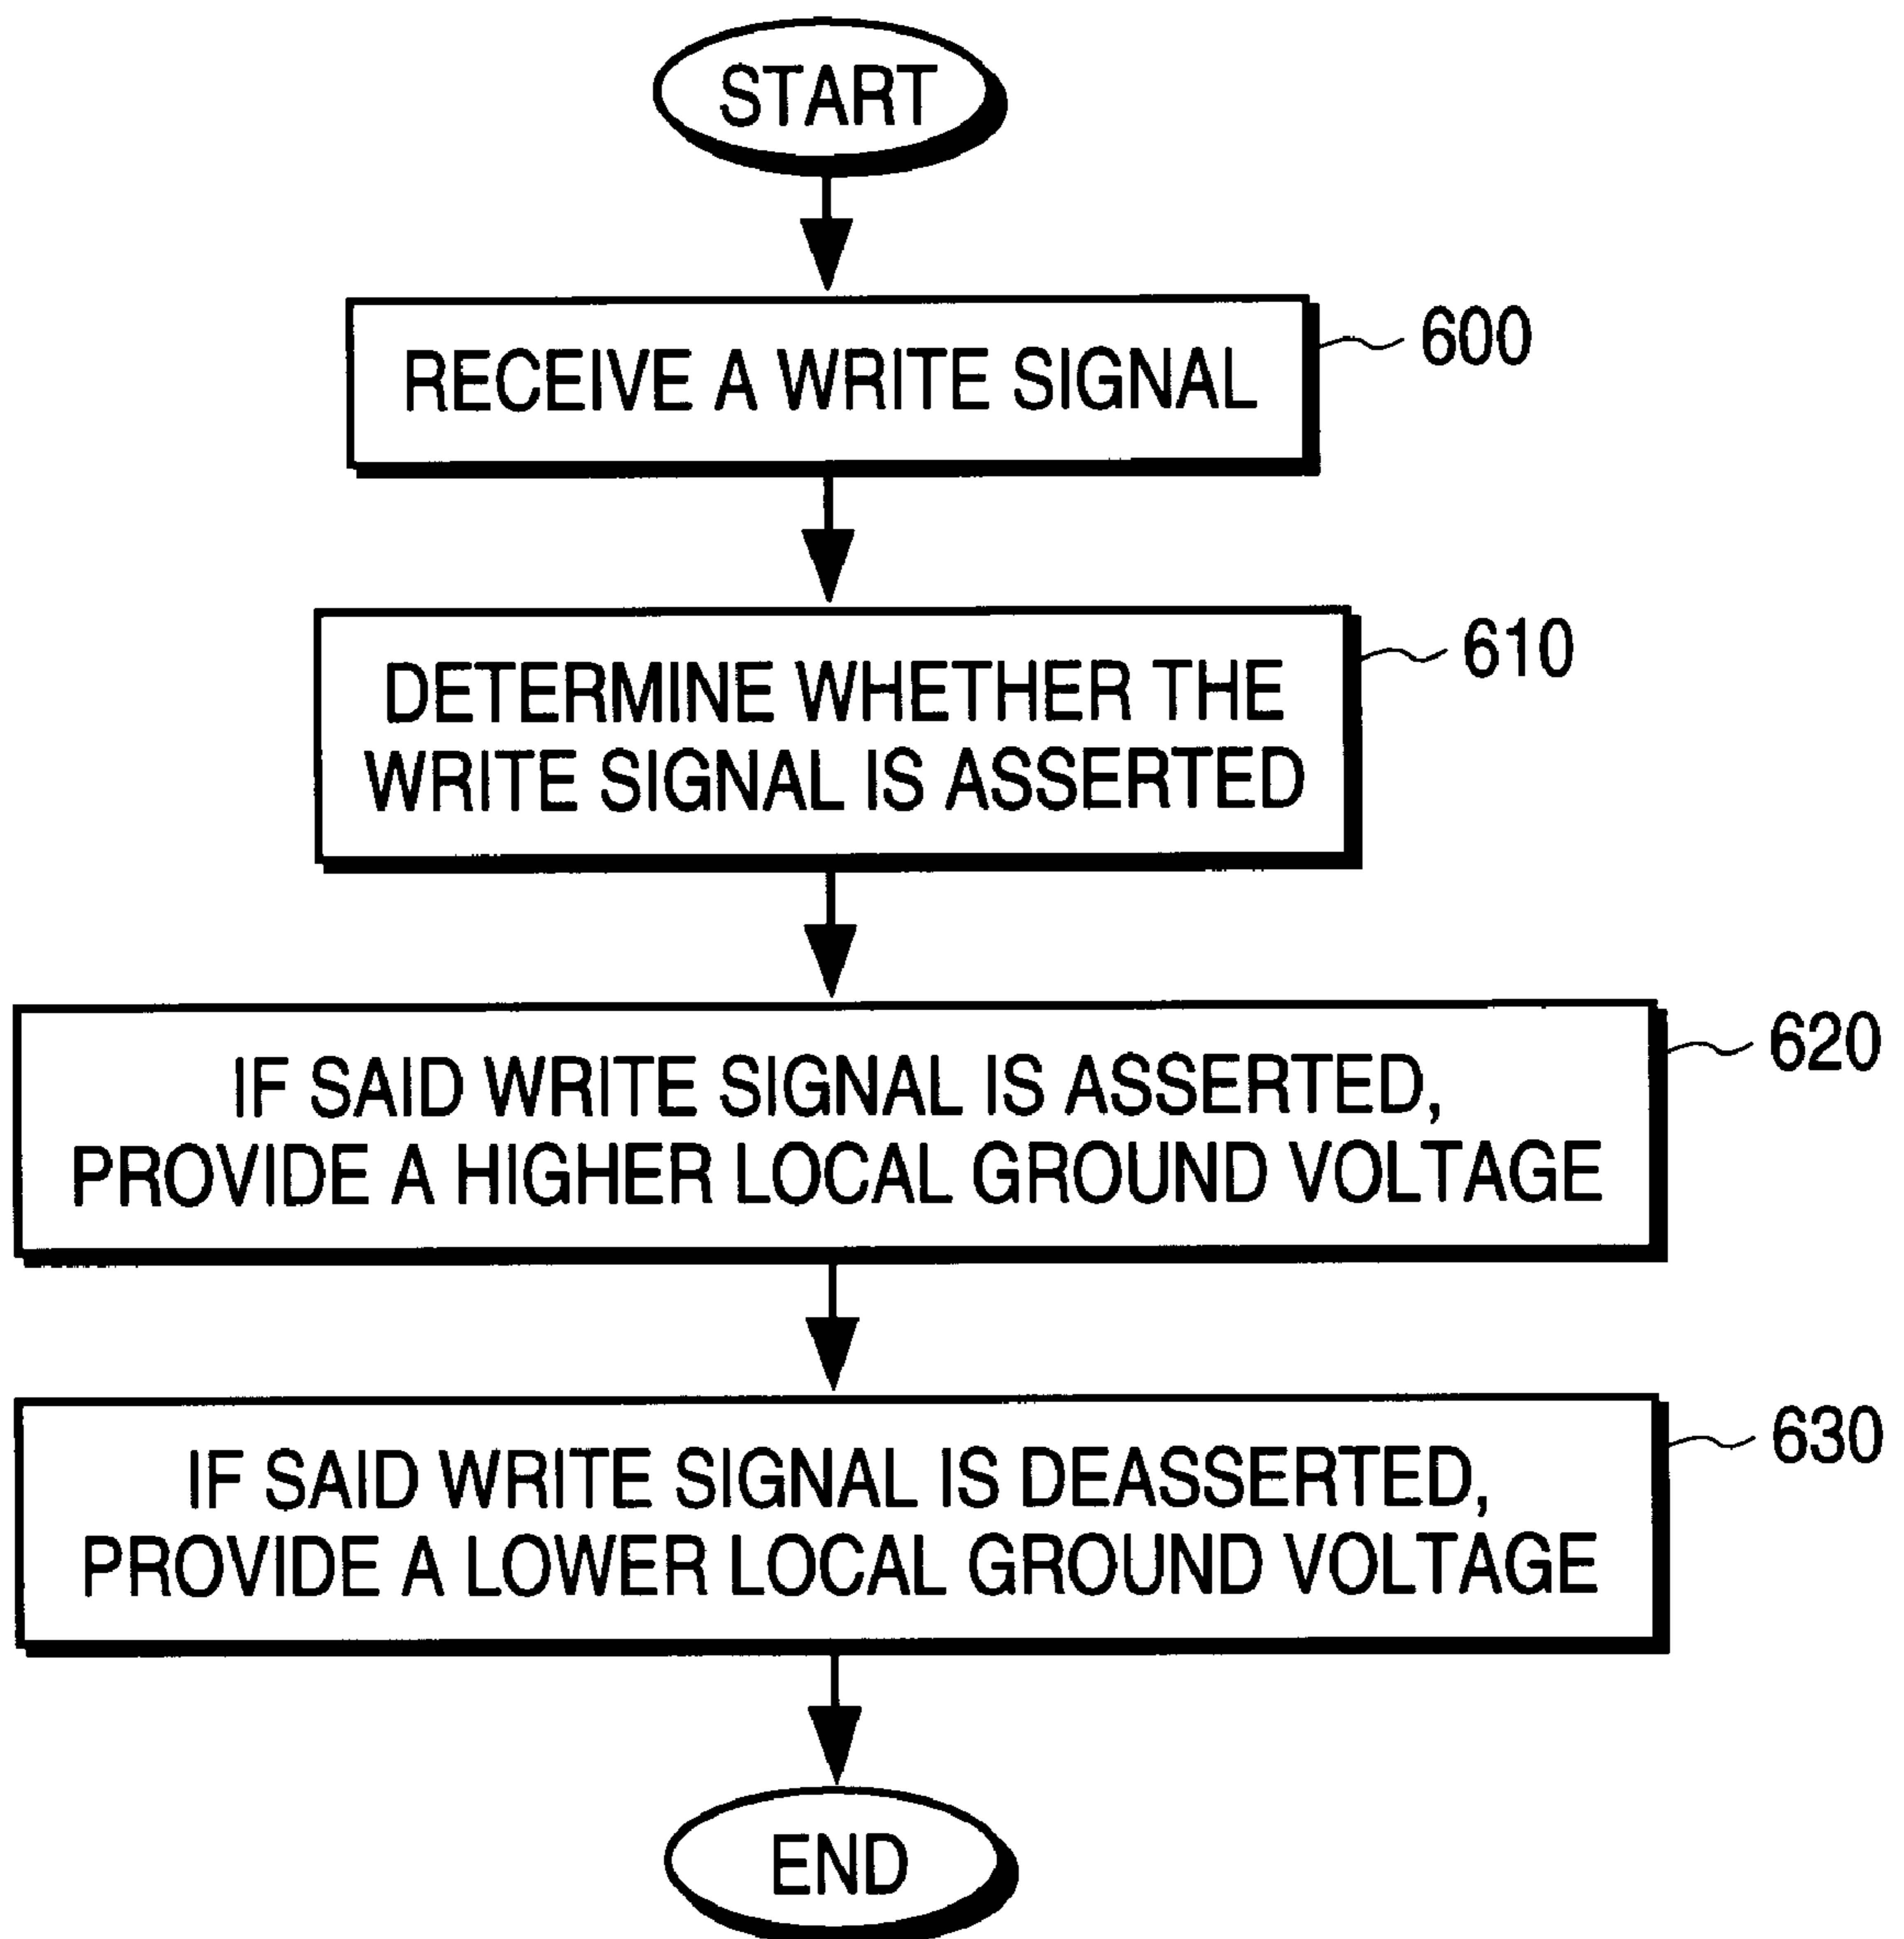 START
RECEIVE A WRITE SIGNAL
600
DETERMINE WHETHER THE
WRITE SIGNAL IS ASSERTED
610
IF SAID WRITE SIGNAL IS ASSERTED,
PROVIDE A HIGHER LOCAL GROUND VOLTAGE
620
IF SAID WRITE SIGNAL IS DEASSERTED,
PROVIDE A LOWER LOCAL GROUND VOLTAGE
630
END